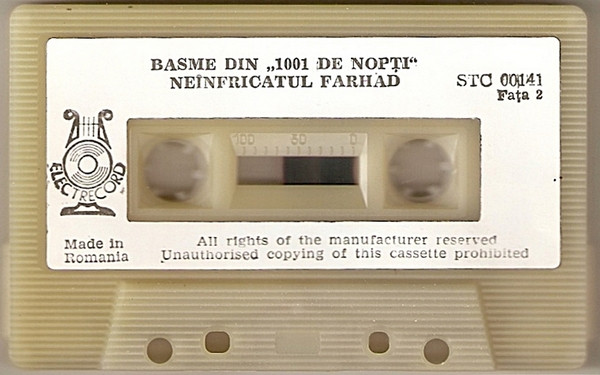 BASME DIN „1001 DE NOPȚI“
NEÎNFRICATUL FARHAD
STC 00141
Fața 2
ELECTRECORD
100 50 0
Made in
Romania
All rights of the manufacturer reserved
Unauthorised copying of this cassette prohibited